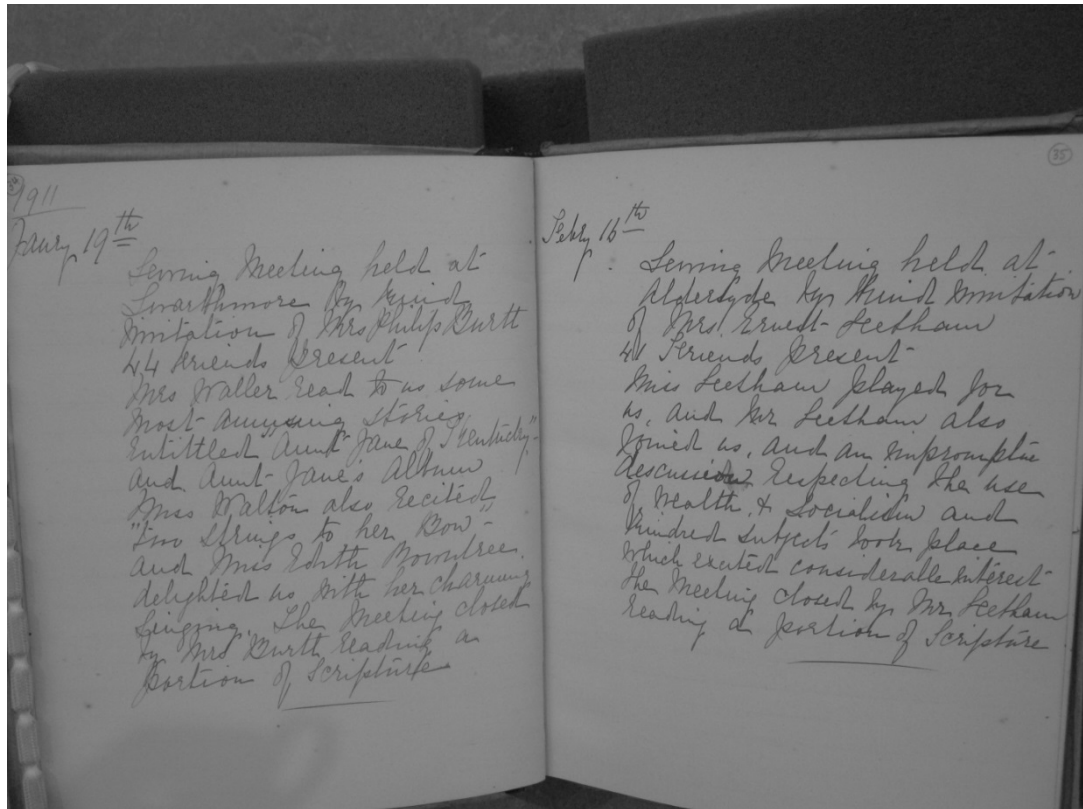 1911
Janry 19th
Sewing Meeting held at
Swarthmore by kind
invitation of Mrs Philip Burtt
44 Friends present
Mrs Waller read to us some
most amusing stories
Entittled "Aunt Jane of Kentucky"
and Aunt Jane's Album
Miss Walton also recited
"Two Strings to her Bow"
and Miss Edith Rowntree
delighted us with her charming
Singing. The Meeting closed
by Mrs Burtt reading a
portion of Scripture
35
Febry 16th
Sewing Meeting held at
Aldersyde by kind invitation
of Mrs Ernest Leetham
41 Friends present
Miss Leetham played for
us, and Mr Leetham also
joined us, and an impromptu
descussion respecting the use
of wealth, & Socialism and
kindred subjects took place
which excited considerable interest
the Meeting closed by Mr Leetham
reading a portion of Scripture